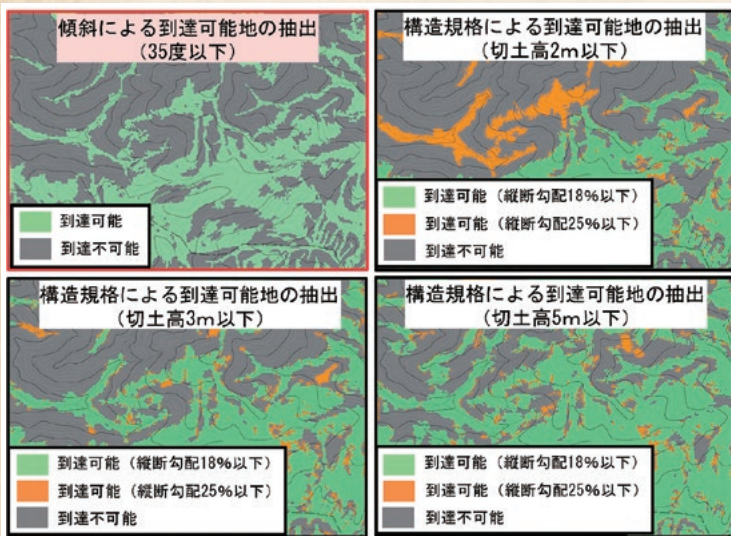 傾斜による到達可能地の抽出
(35度以下)
到達可能
到達不可能
構造規格による到達可能地の抽出
(切土高2m以下)
到達可能 (縦断勾配18%以下)
到達可能 (縦断勾配25%以下)
到達不可能
構造規格による到達可能地の抽出
(切土高3m以下)
到達可能 (縦断勾配18%以下)
到達可能 (縦断勾配25%以下)
到達不可能
構造規格による到達可能地の抽出
(切土高5m以下)
到達可能 (縦断勾配18%以下)
到達可能 (縦断勾配25%以下)
到達不可能